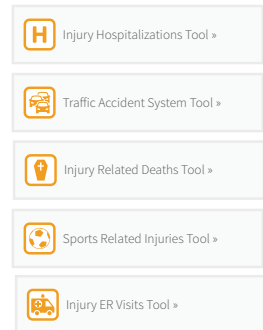 H Injury Hospitalizations Tool »
Traffic Accident System Tool »
Injury Related Deaths Tool »
Sports Related Injuries Tool »
Injury ER Visits Tool »